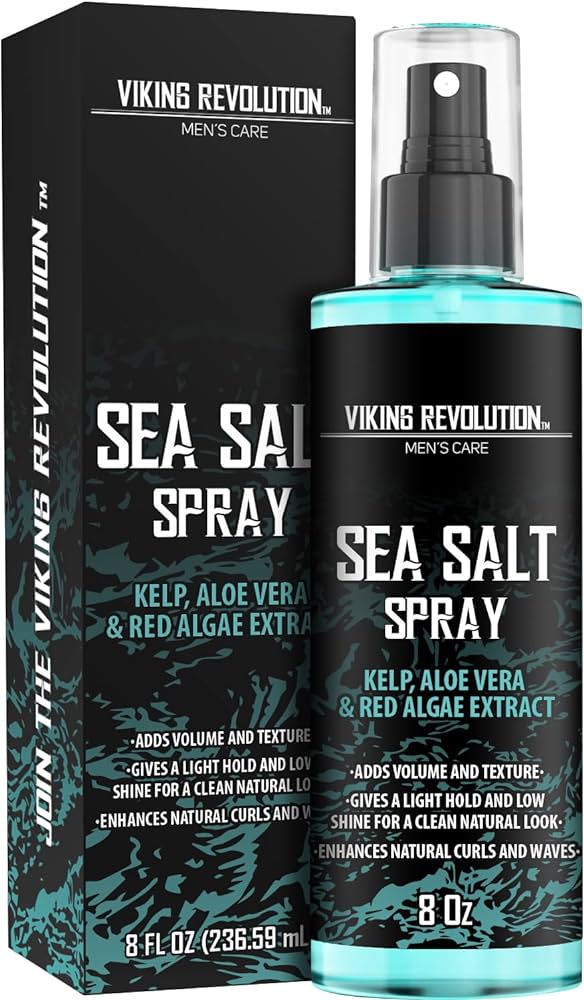 VIKING REVOLUTION™
MEN'S CARE
SEA SAL
SPRAY
KELP, ALOE VERA
& RED ALGAE EXTRA
•ADDS VOLUME AND TEXTURE
•GIVES A LIGHT HOLD AND LOW
SHINE FOR A CLEAN NATURAL LO
•ENHANCES NATURAL CURLS AND W
8 FL OZ (236.59 mL
JOIN THE VIKING REVOLUTION™
VIKING REVOLUTION™
MEN'S CARE
SEA SALT
SPRAY
KELP, ALOE VERA
& RED ALGAE EXTRACT
•ADDS VOLUME AND TEXTURE•
•GIVES A LIGHT HOLD AND LOW
SHINE FOR A CLEAN NATURAL LOOK•
•ENHANCES NATURAL CURLS AND WAVES•
8 Oz